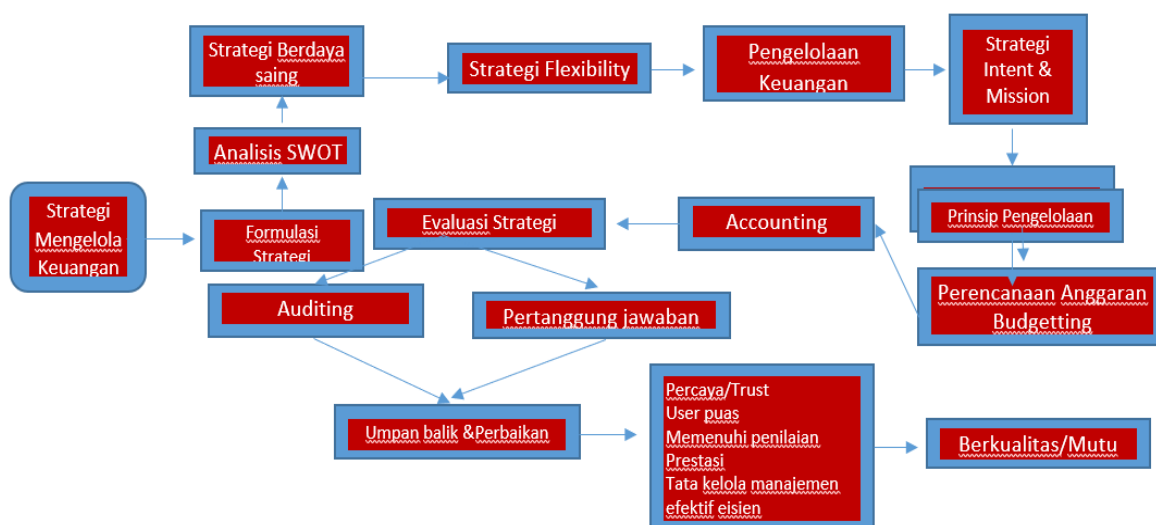 Strategi
Mengelola
Keuangan
Formulasi
Strategi
Analisis SWOT
Strategi Berdaya
saing
Strategi Flexibility
Pengelolaan
Keuangan
Strategi
Intent &
Mission
Prinsip Pengelolaan
Perencanaan Anggaran
Budgetting
Accounting
Evaluasi Strategi
Auditing
Pertanggung jawaban
Umpan balik &Perbaikan
Percaya/Trust
User puas
Memenuhi penilaian
Prestasi
Tata kelola manajemen
efektif eisien
Berkualitas/Mutu